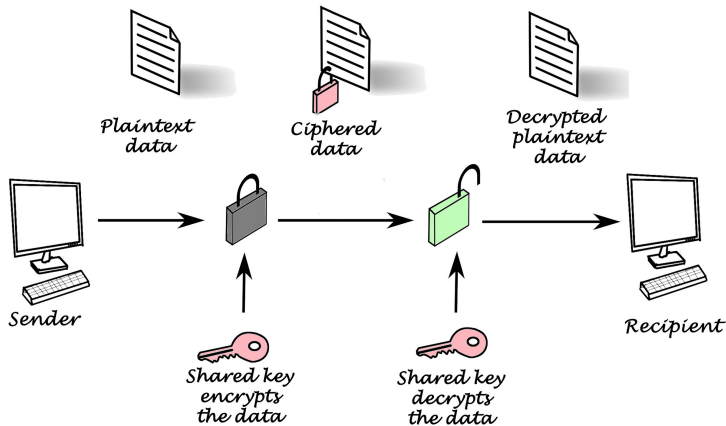 Plaintext
data
Ciphered
data
Decrypted
plaintext
data
Sender
Recipient
Shared key
encrypts
the data
Shared key
decrypts
the data